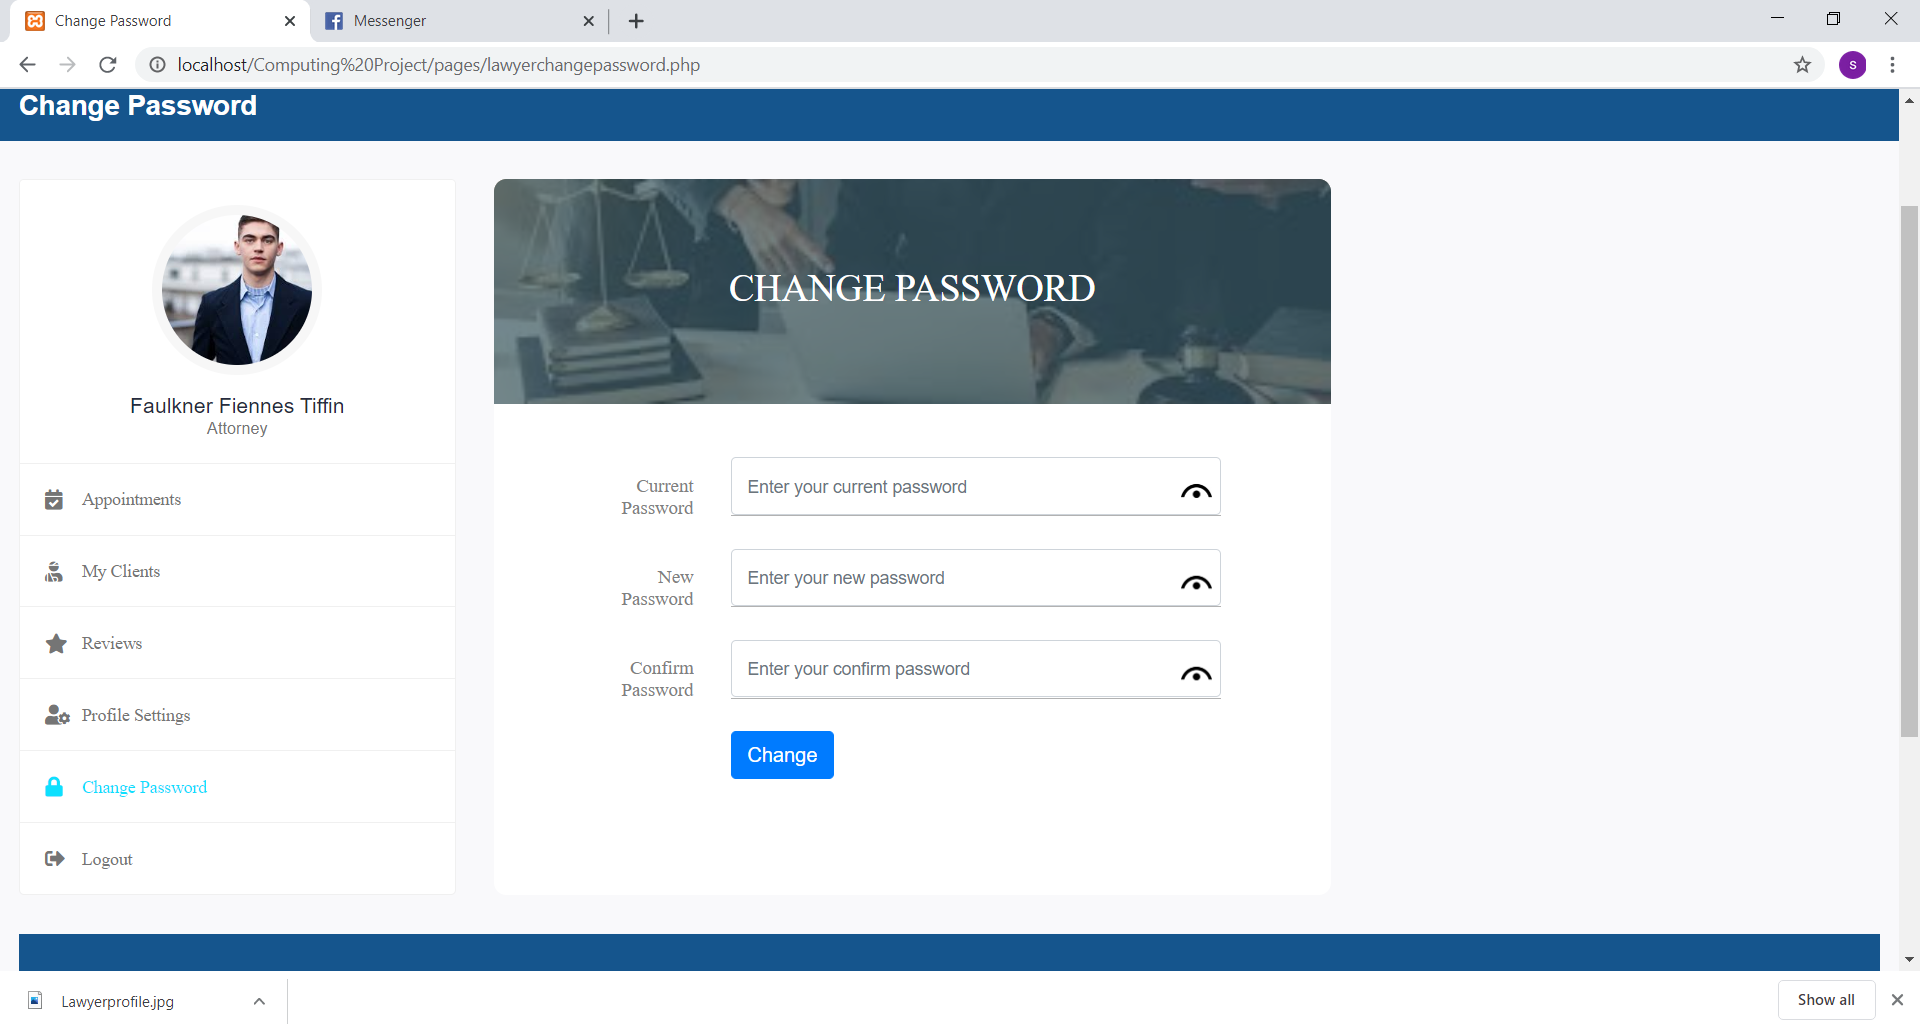 Change Password
Messenger
localhost/Computing%20Project/pages/lawyerchangepassword.php
s
Change Password
Faulkner Fiennes Tiffin
Attorney
Appointments
My Clients
Reviews
Profile Settings
Change Password
Logout
CHANGE PASSWORD
Current
Password
Enter your current password
New
Password
Enter your new password
Confirm
Password
Enter your confirm password
Change
Lawyerprofile.jpg
Show all